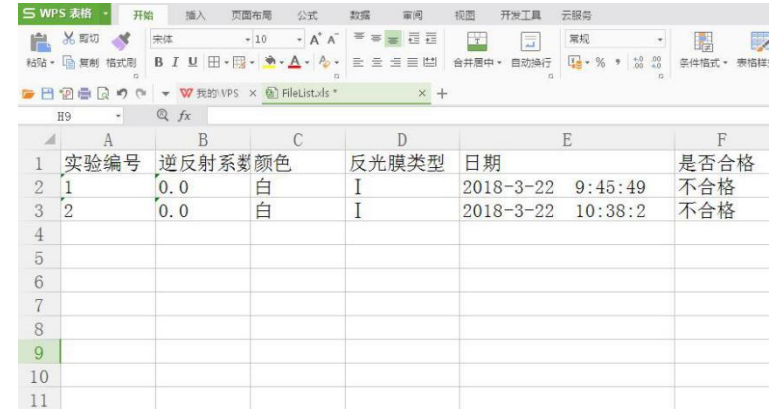 S WPS 表格 开始 插入 页面布局 公式 数据 审阅 视图 开发工具 云服务
剪切 宋体 10 A⁺ A⁻ 常规
粘贴 复制 格式刷 B I U A 合并居中 自动换行 % 条件格式 表格样
W 我的WPS × FileList.xls * × +
H9 fx
A B C D E F
1 实验编号 逆反射系数 颜色 反光膜类型 日期 是否合格
2 1 0.0 白 I 2018-3-22 9:45:49 不合格
3 2 0.0 白 I 2018-3-22 10:38:2 不合格
4
5
6
7
8
9
10
11